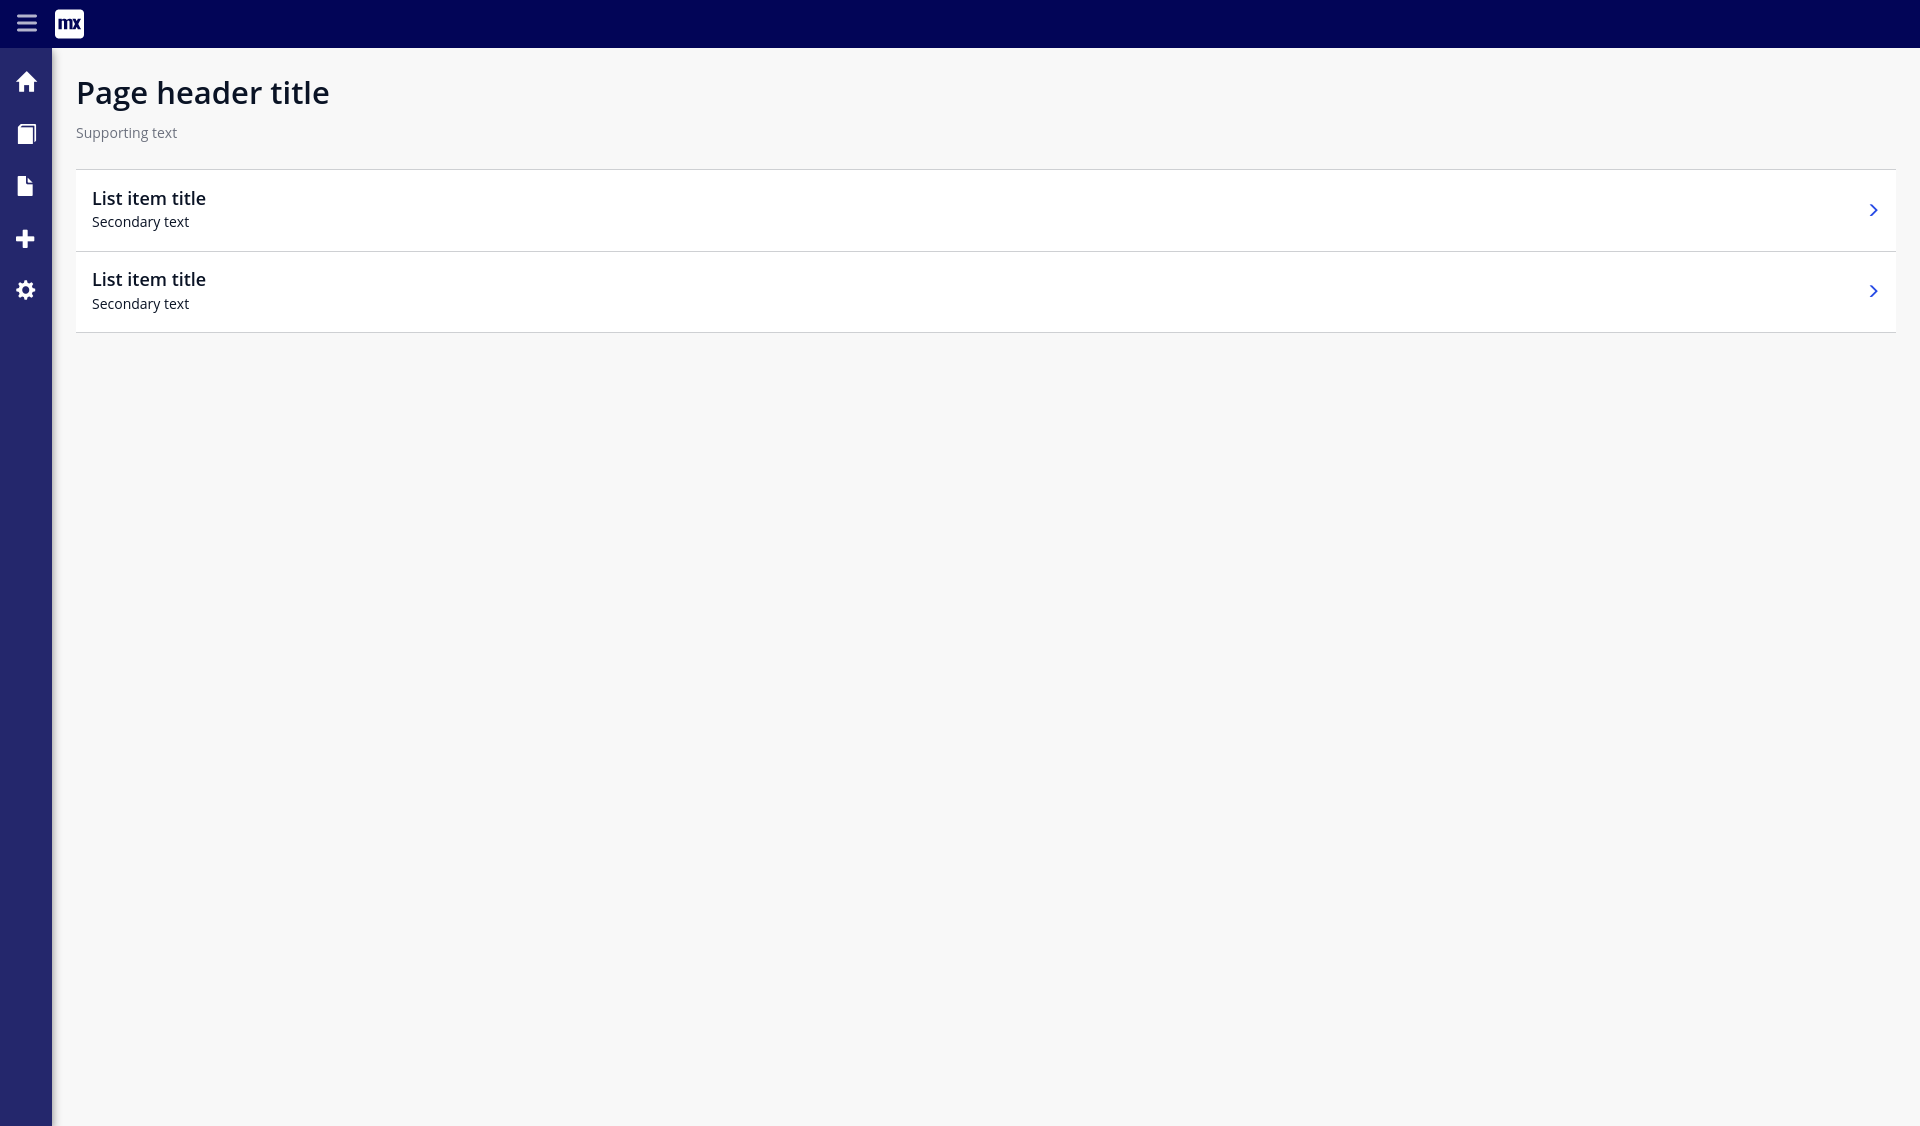 mx
Page header title
Supporting text
List item title
Secondary text
List item title
Secondary text